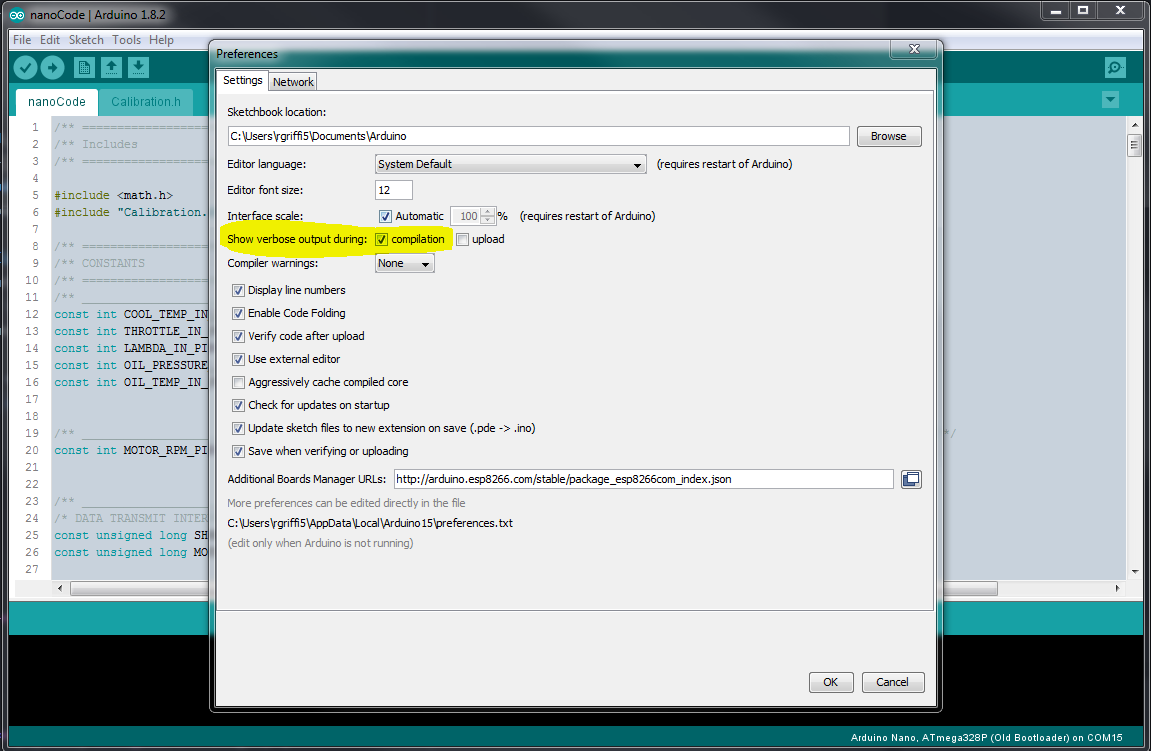 nanoCode | Arduino 1.8.2
File Edit Sketch Tools Help
nanoCode Calibration.h
Preferences
Settings Network
Sketchbook location:
C:\Users\rgriffi5\Documents\Arduino Browse
Editor language: System Default (requires restart of Arduino)
Editor font size: 12
Interface scale: Automatic 100 % (requires restart of Arduino)
Show verbose output during: compilation upload
Compiler warnings: None
Display line numbers
Enable Code Folding
Verify code after upload
Use external editor
Aggressively cache compiled core
Check for updates on startup
Update sketch files to new extension on save (.pde -> .ino)
Save when verifying or uploading
Additional Boards Manager URLs: http://arduino.esp8266.com/stable/package_esp8266com_index.json
More preferences can be edited directly in the file
C:\Users\rgriffi5\AppData\Local\Arduino15\preferences.txt
(edit only when Arduino is not running)
OK Cancel
1 /** ===================
2 /** Includes
3 /** ===================
4
5 #include <math.h>
6 #include "Calibration.
7
8 /** ===================
9 /** CONSTANTS
10 /** ===================
11 /** ___________________
12 const int COOL_TEMP_IN
13 const int THROTTLE_IN_
14 const int LAMBDA_IN_PI
15 const int OIL_PRESSURE
16 const int OIL_TEMP_IN_
17
18
19 /** ___________________ */
20 const int MOTOR_RPM_PI
21
22
23 /** ___________________
24 /* DATA TRANSMIT INTER
25 const unsigned long SH
26 const unsigned long MO
27
Arduino Nano, ATmega328P (Old Bootloader) on COM15